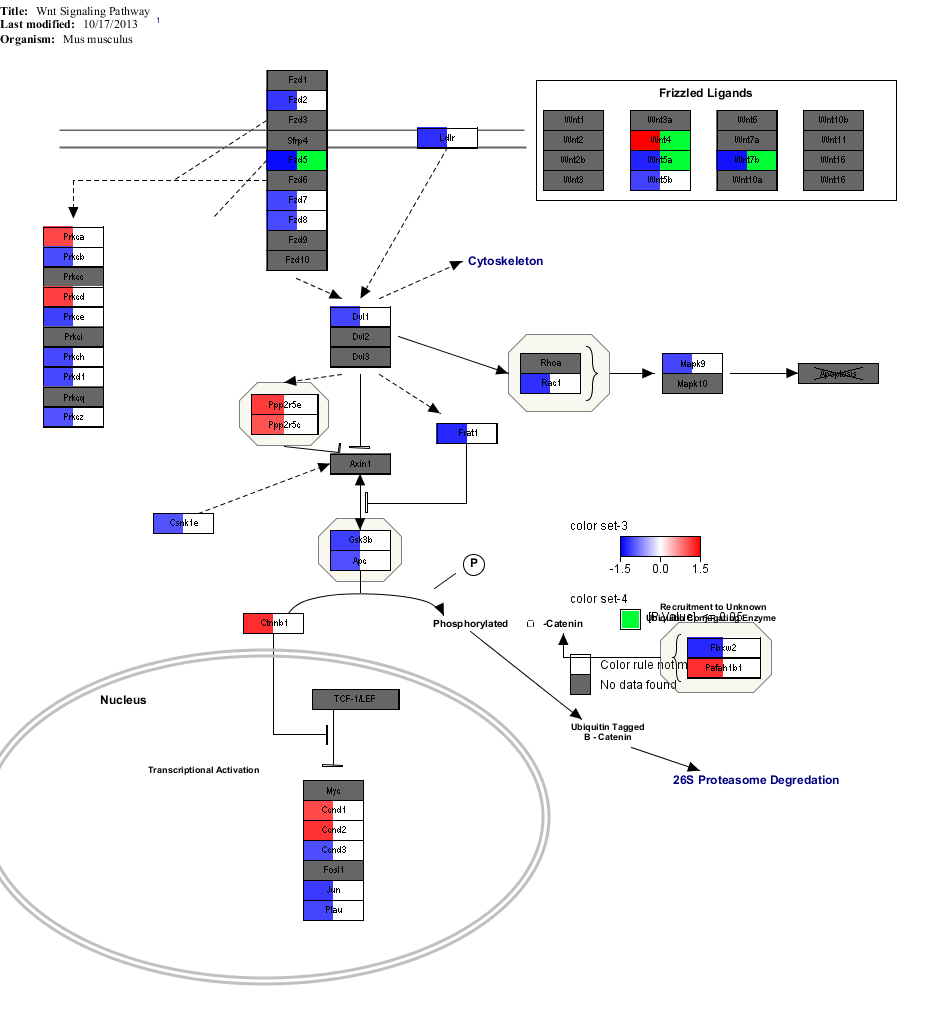 Title: Wnt Signaling Pathway
Last modified: 10/17/2013 1
Organism: Mus musculus
Fzd1
Fzd2
Fzd3
Sfrp4
Fzd5
Fzd6
Fzd7
Fzd8
Fzd9
Fzd10
Ldlr
Frizzled Ligands
Wnt1
Wnt2
Wnt2b
Wnt3
Wnt3a
Wnt4
Wnt5a
Wnt5b
Wnt6
Wnt7a
Wnt7b
Wnt10a
Wnt10b
Wnt11
Wnt16
Wnt16
Prkca
Prkcb
Prkcc
Prkcd
Prkce
Prkci
Prkch
Prkd1
Prkcq
Prkcz
Cytoskeleton
Dvl1
Dvl2
Dvl3
Rhoa
Rac1
Mapk9
Mapk10
Apoptosis
Ppp2r5e
Ppp2r5c
Frat1
Axin1
Csnk1e
Gsk3b
Apc
P
color set-3
-1.5 0.0 1.5
color set-4
Recruitment to Unknown
Ubiquitin Conjugating Enzyme
Ctnnb1
Phosphorylated
-Catenin
Fbxw2
Pafah1b1
Color rule not m
No data found
Nucleus
TCF-1/LEF
Ubiquitin Tagged
B - Catenin
Transcriptional Activation
26S Proteasome Degredation
Myc
Ccnd1
Ccnd2
Ccnd3
Fosl1
Jun
Plau